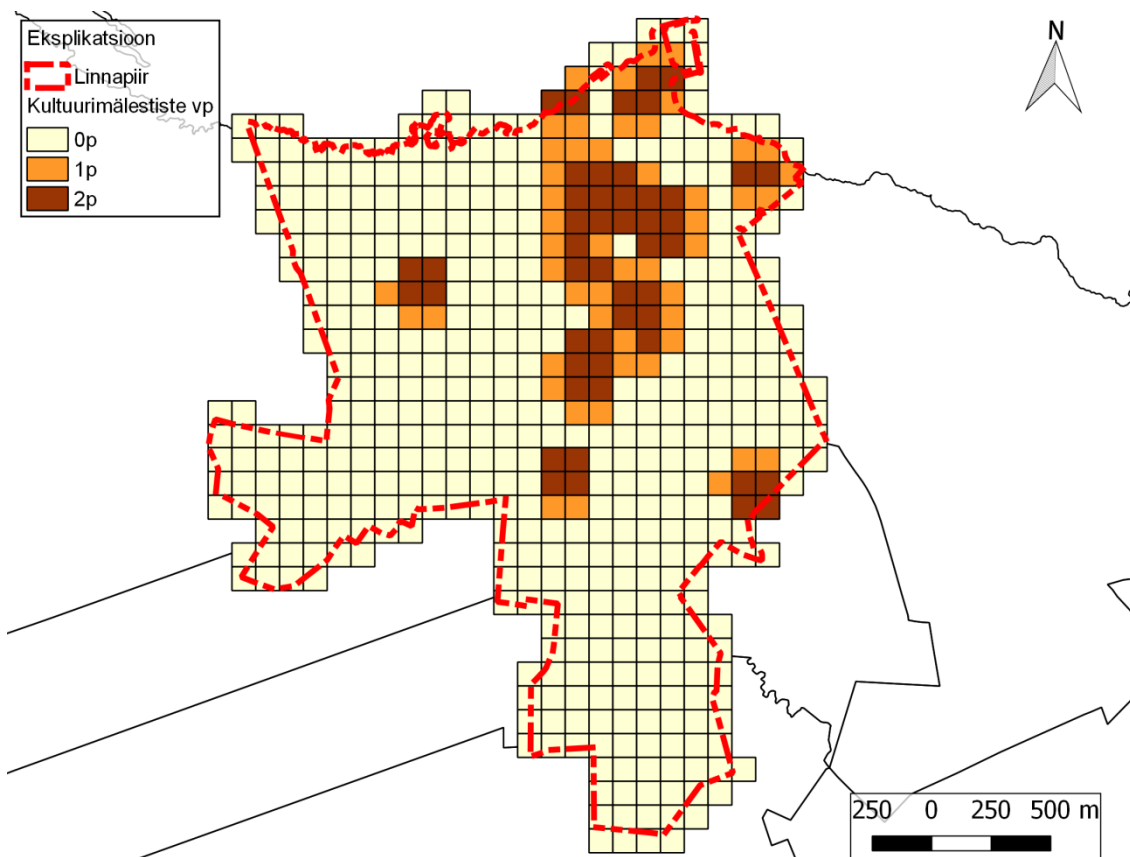 Eksplikatsioon
Linnapiir
Kultuurimälestiste vp
0p
1p
2p
N
250 0 250 500 m